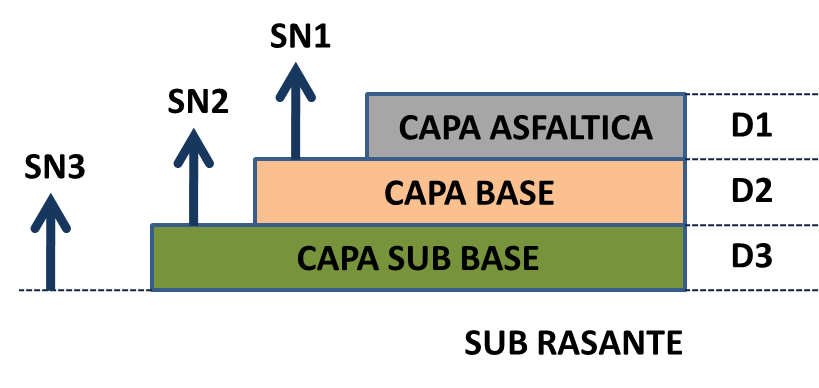 SN1
SN2
SN3
CAPA ASFALTICA
D1
CAPA BASE
D2
CAPA SUB BASE
D3
SUB RASANTE